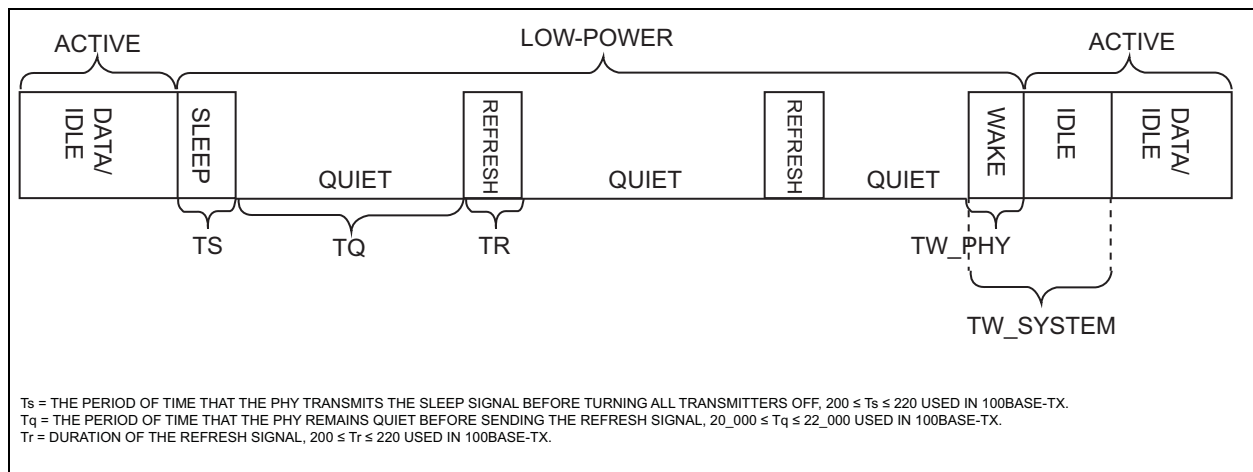 ACTIVE
LOW-POWER
ACTIVE
DATA/
IDLE
SLEEP
QUIET
REFRESH
QUIET
REFRESH
QUIET
WAKE
IDLE
DATA/
IDLE
TS
TQ
TR
TW_PHY
TW_SYSTEM
Ts = THE PERIOD OF TIME THAT THE PHY TRANSMITS THE SLEEP SIGNAL BEFORE TURNING ALL TRANSMITTERS OFF, 200 ≤ Ts ≤ 220 USED IN 100BASE-TX.
Tq = THE PERIOD OF TIME THAT THE PHY REMAINS QUIET BEFORE SENDING THE REFRESH SIGNAL, 20_000 ≤ Tq ≤ 22_000 USED IN 100BASE-TX.
Tr = DURATION OF THE REFRESH SIGNAL, 200 ≤ Tr ≤ 220 USED IN 100BASE-TX.